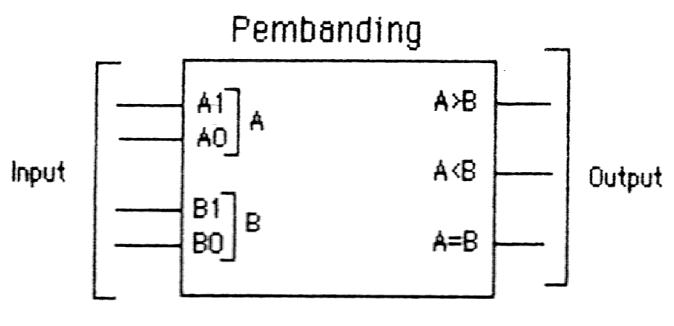 Pembanding
Input
A1
A0
A
B1
B0
B
A>B
A<B
A=B
Output